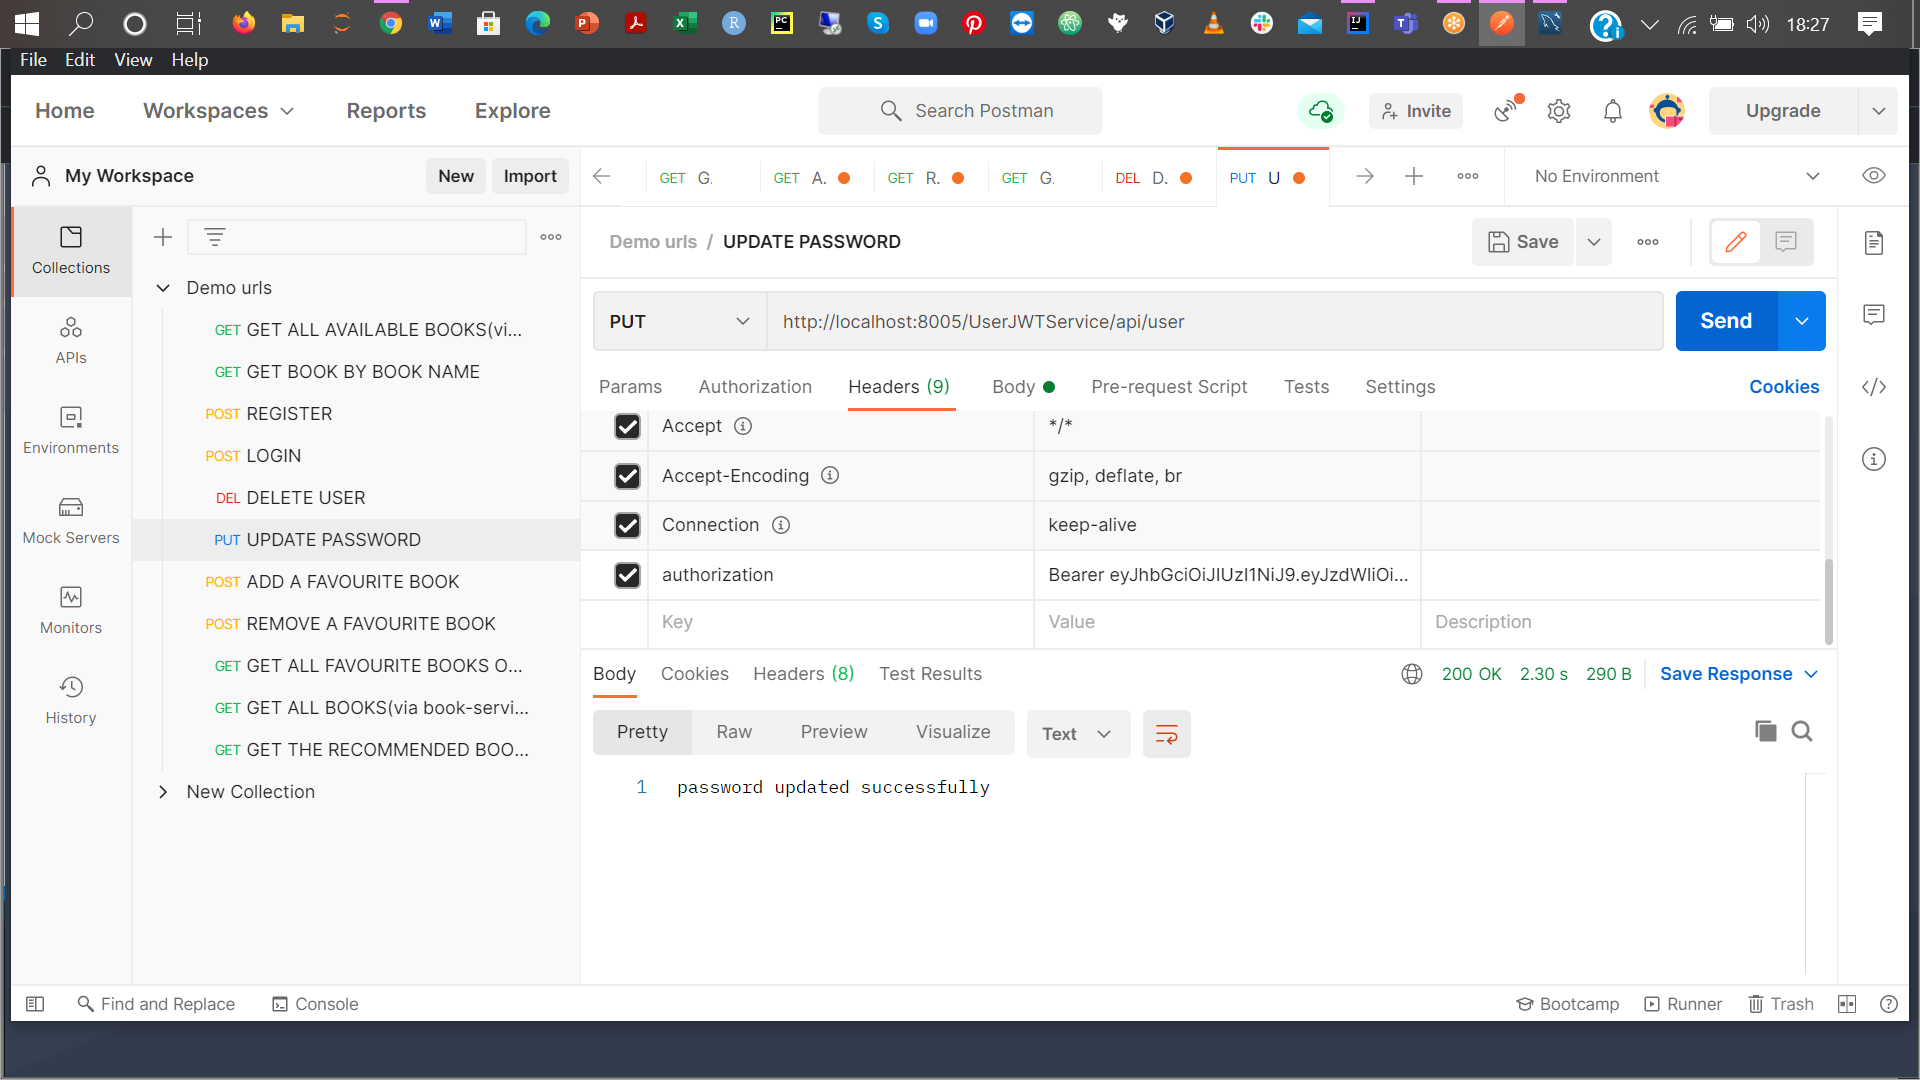 18:27
File Edit View Help
Home Workspaces Reports Explore Search Postman Invite Upgrade
My Workspace New Import GET G. GET A. GET R. GET G. DEL D. PUT U No Environment
Collections
APIs
Environments
Mock Servers
Monitors
History
Demo urls
GET GET ALL AVAILABLE BOOKS(vi...
GET GET BOOK BY BOOK NAME
POST REGISTER
POST LOGIN
DEL DELETE USER
PUT UPDATE PASSWORD
POST ADD A FAVOURITE BOOK
POST REMOVE A FAVOURITE BOOK
GET GET ALL FAVOURITE BOOKS O...
GET GET ALL BOOKS(via book-servi...
GET GET THE RECOMMENDED BOO...
New Collection
Demo urls / UPDATE PASSWORD Save
PUT http://localhost:8005/UserJWTService/api/user Send
Params Authorization Headers (9) Body Pre-request Script Tests Settings Cookies
Accept */*
Accept-Encoding gzip, deflate, br
Connection keep-alive
authorization Bearer eyJhbGciOiJIUzI1NiJ9.eyJzdWIiOi...
Key Value Description
Body Cookies Headers (8) Test Results 200 OK 2.30 s 290 B Save Response
Pretty Raw Preview Visualize Text
1 password updated successfully
Find and Replace Console Bootcamp Runner Trash